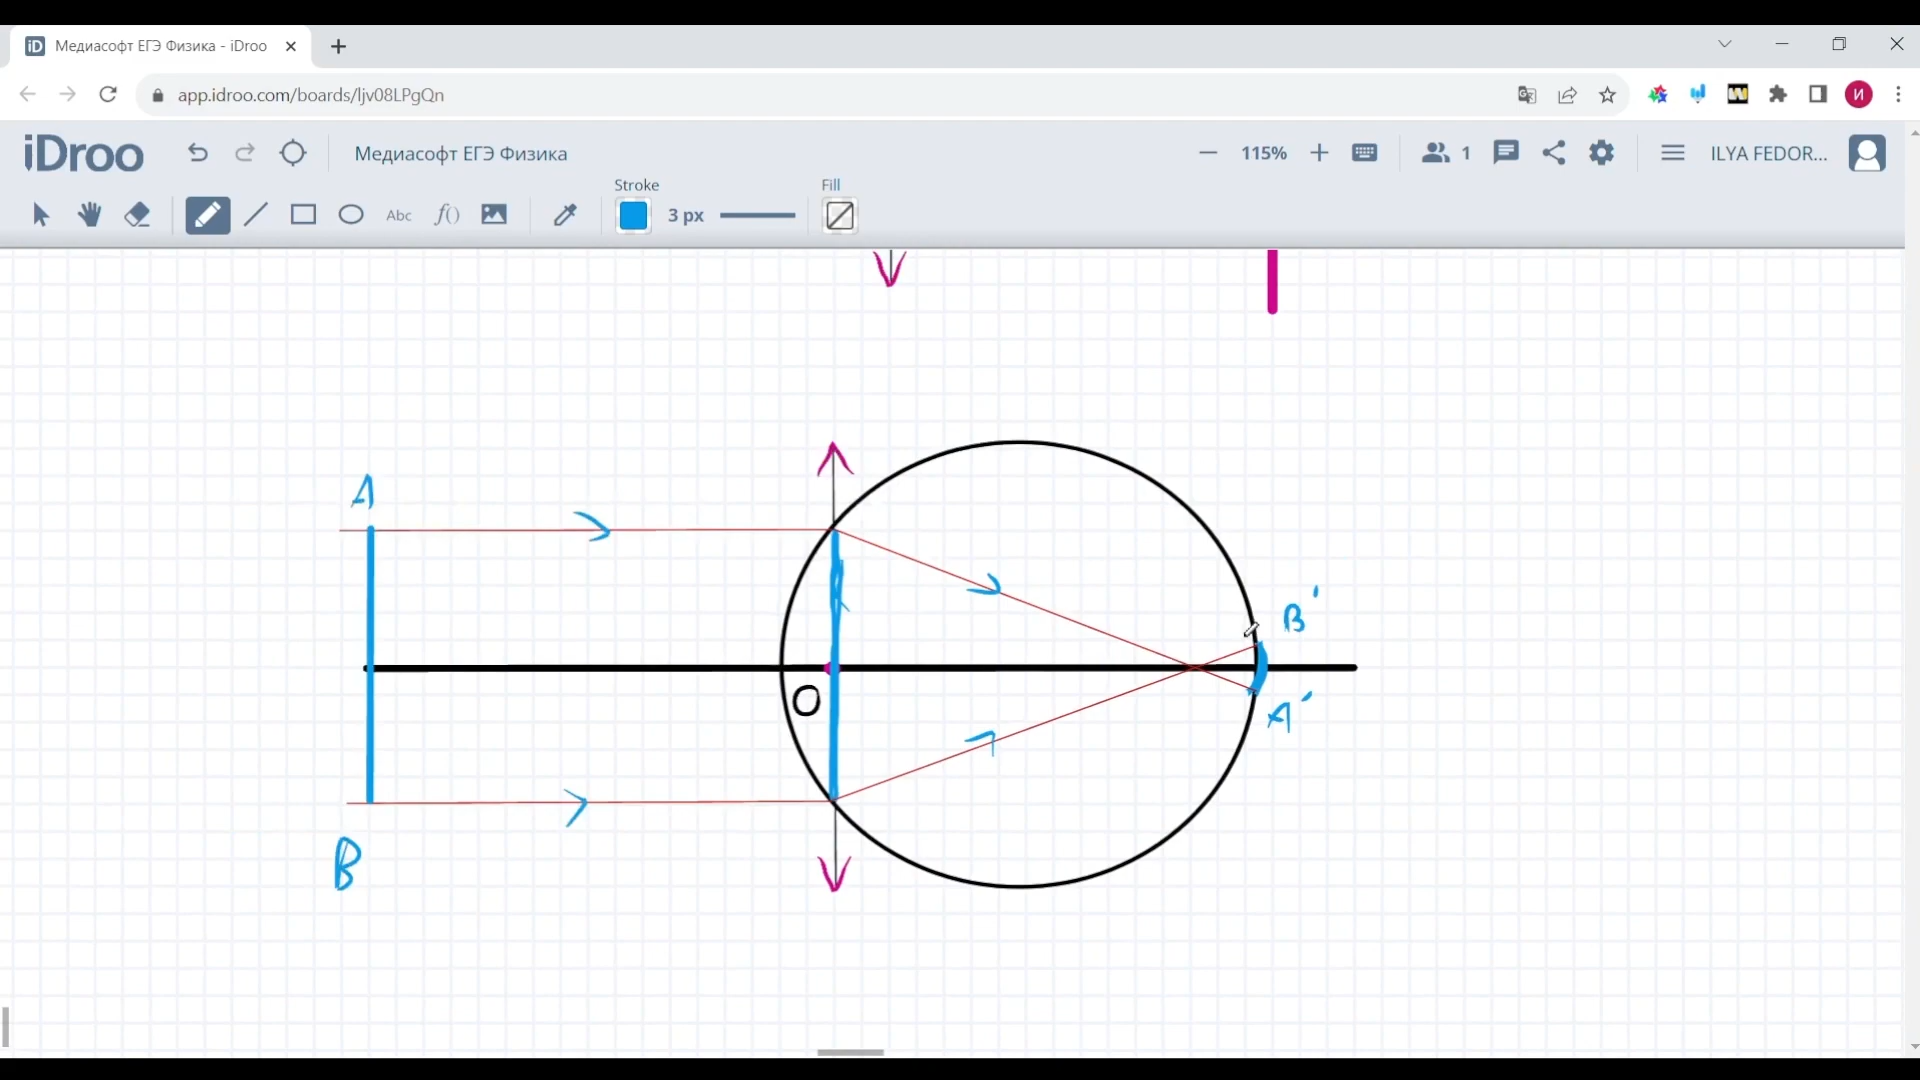 Медиасофт ЕГЭ Физика - iDroo
app.idroo.com/boards/ljv08LPgQn
И
iDroo
Медиасофт ЕГЭ Физика
115%
1
ILYA FEDOR...
Abc
f()
Stroke
3 px
Fill
A
B'
O
A'
B